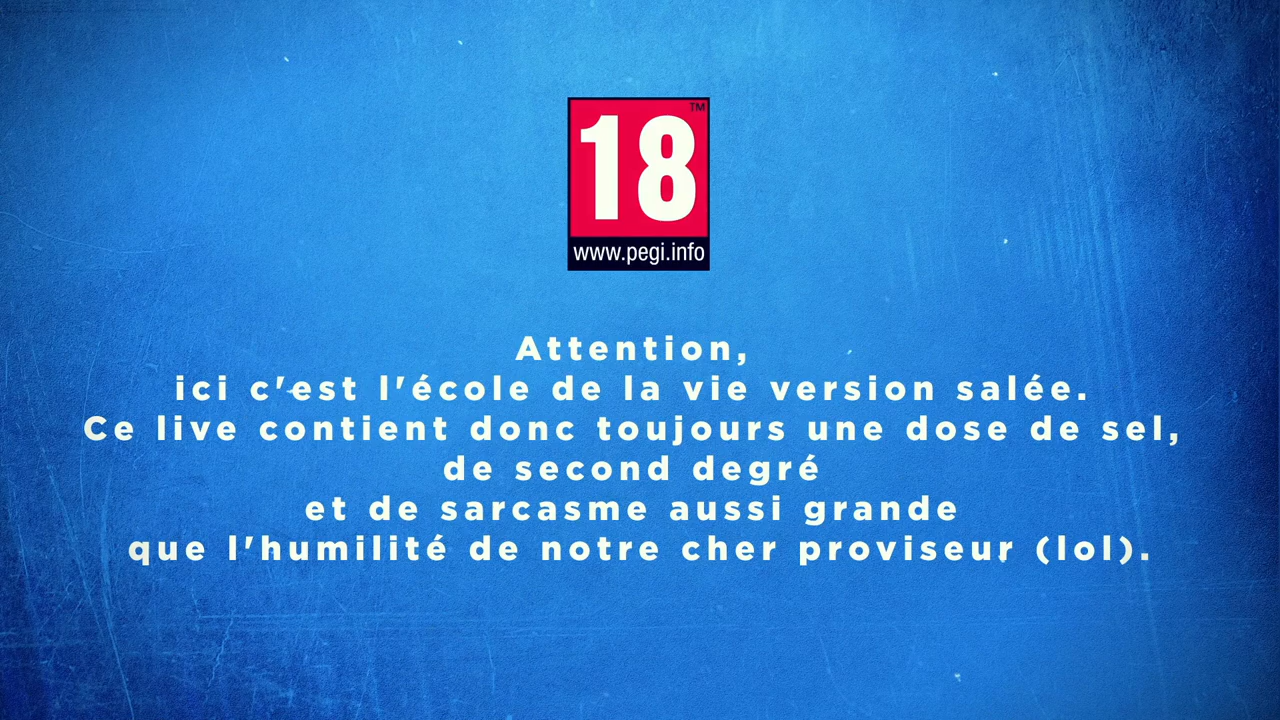 TM
18
www.pegi.info
Attention,
ici c'est l'école de la vie version salée.
Ce live contient donc toujours une dose de sel,
de second degré
et de sarcasme aussi grande
que l'humilité de notre cher proviseur (lol).